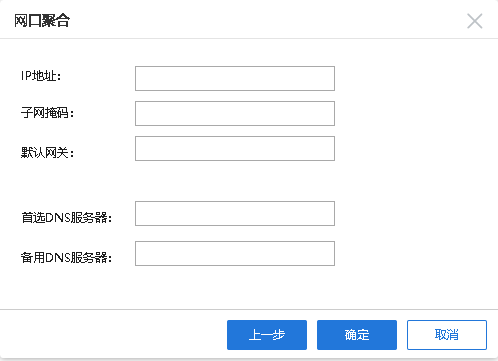 网口聚合
IP地址:
子网掩码:
默认网关:
首选DNS服务器:
备用DNS服务器:
上一步 确定 取消